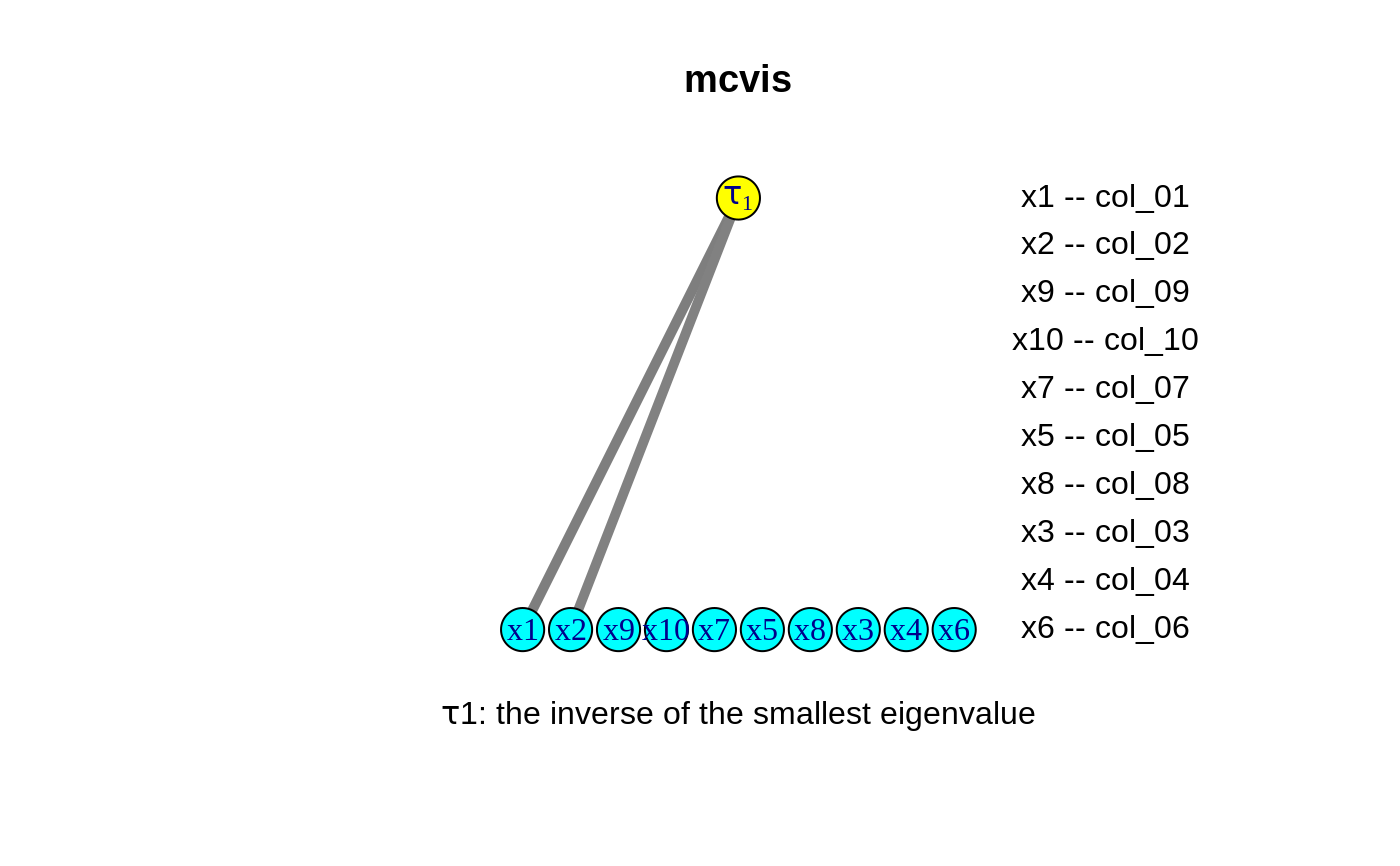 mcvis
τ1
x1 -- col_01
x2 -- col_02
x9 -- col_09
x10 -- col_10
x7 -- col_07
x5 -- col_05
x8 -- col_08
x3 -- col_03
x4 -- col_04
x6 -- col_06
x1 x2 x9 x10 x7 x5 x8 x3 x4 x6
τ1: the inverse of the smallest eigenvalue